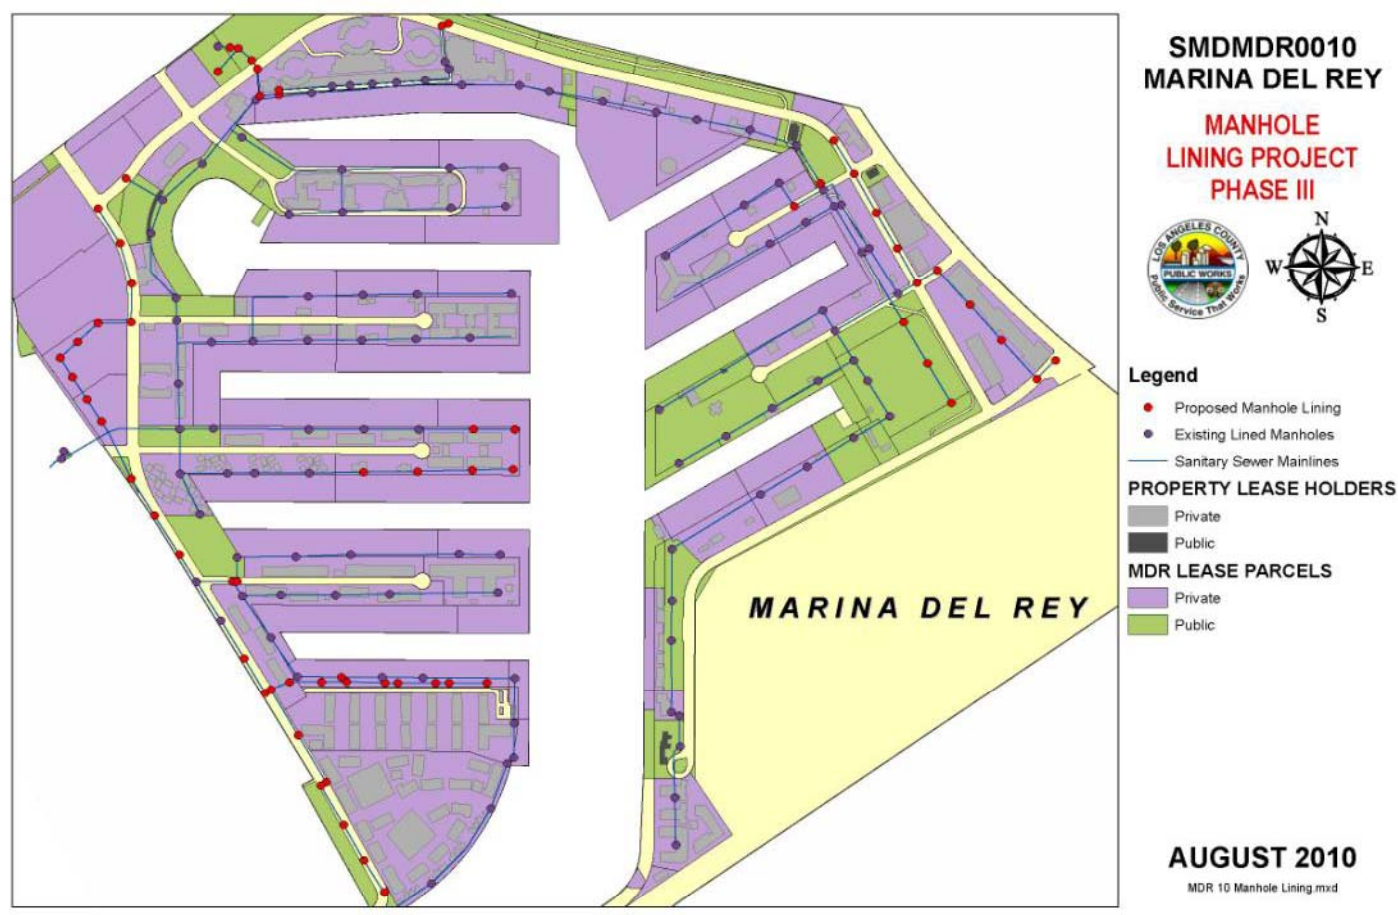 SMDMDR0010
MARINA DEL REY
MANHOLE
LINING PROJECT
PHASE III
LOS ANGELES COUNTY
PUBLIC WORKS
Public Service That Works
N
W
E
S
Legend
Proposed Manhole Lining
Existing Lined Manholes
Sanitary Sewer Mainlines
PROPERTY LEASE HOLDERS
Private
Public
MDR LEASE PARCELS
Private
Public
MARINA DEL REY
AUGUST 2010
MDR 10 Manhole Lining.mxd